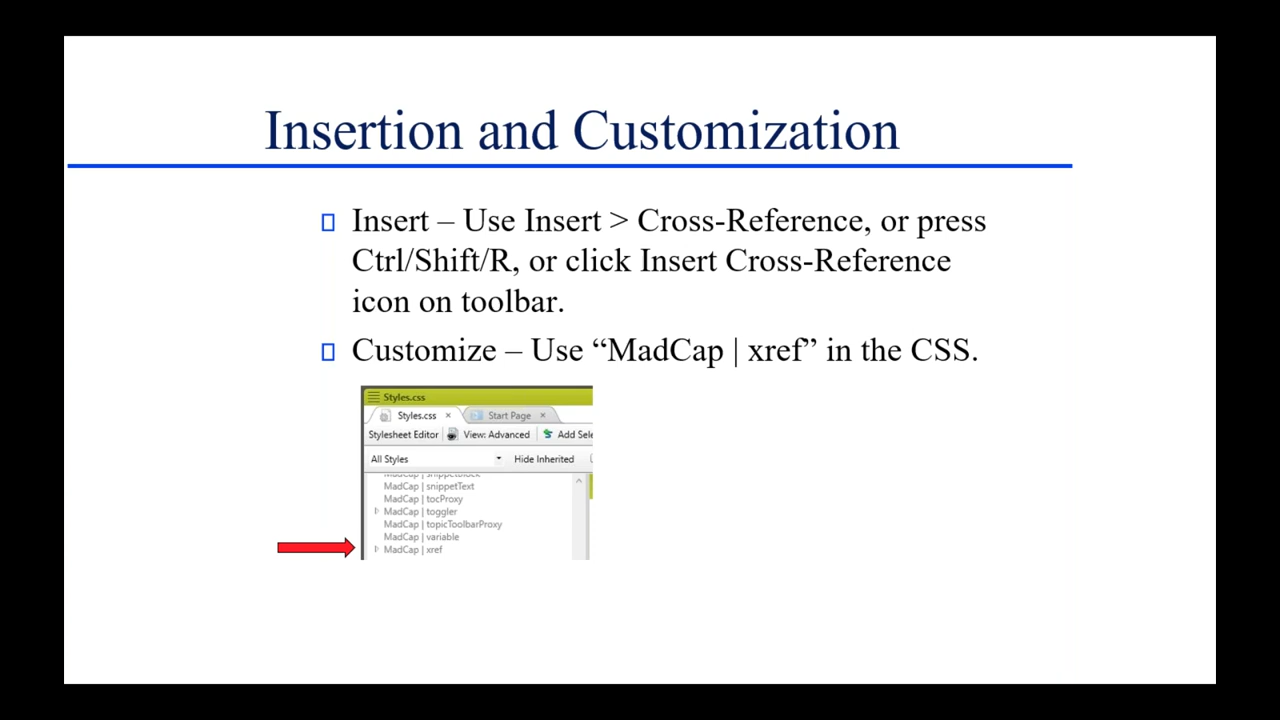 Insertion and Customization
Insert – Use Insert > Cross-Reference, or press
Ctrl/Shift/R, or click Insert Cross-Reference
icon on toolbar.
Customize – Use “MadCap | xref” in the CSS.
Styles.css
Styles.css × Start Page ×
Stylesheet Editor View: Advanced Add Sele
All Styles Hide Inherited
MadCap | snippetBlock
MadCap | snippetText
MadCap | tocProxy
MadCap | toggler
MadCap | topicToolbarProxy
MadCap | variable
MadCap | xref